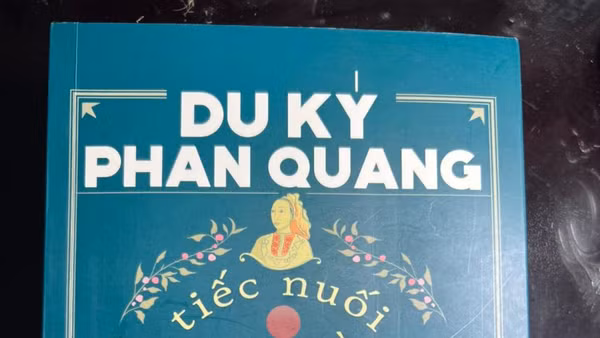 DU KÝ
PHAN QUANG
tiếc nuối